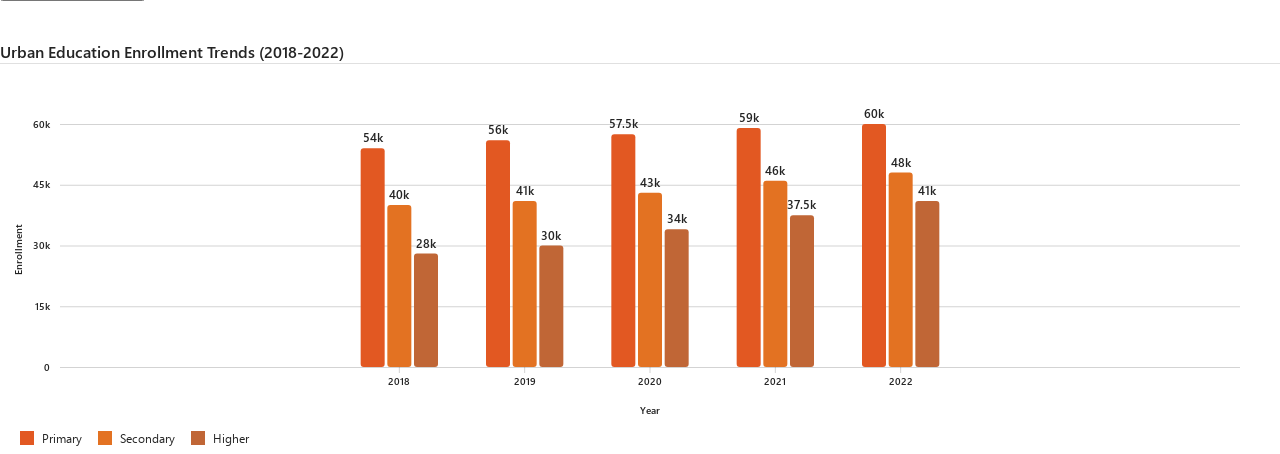 Urban Education Enrollment Trends (2018-2022)
60k
45k
30k
15k
0
Enrollment
54k
40k
28k
56k
41k
30k
57.5k
43k
34k
59k
46k
37.5k
60k
48k
41k
2018
2019
2020
2021
2022
Year
Primary
Secondary
Higher